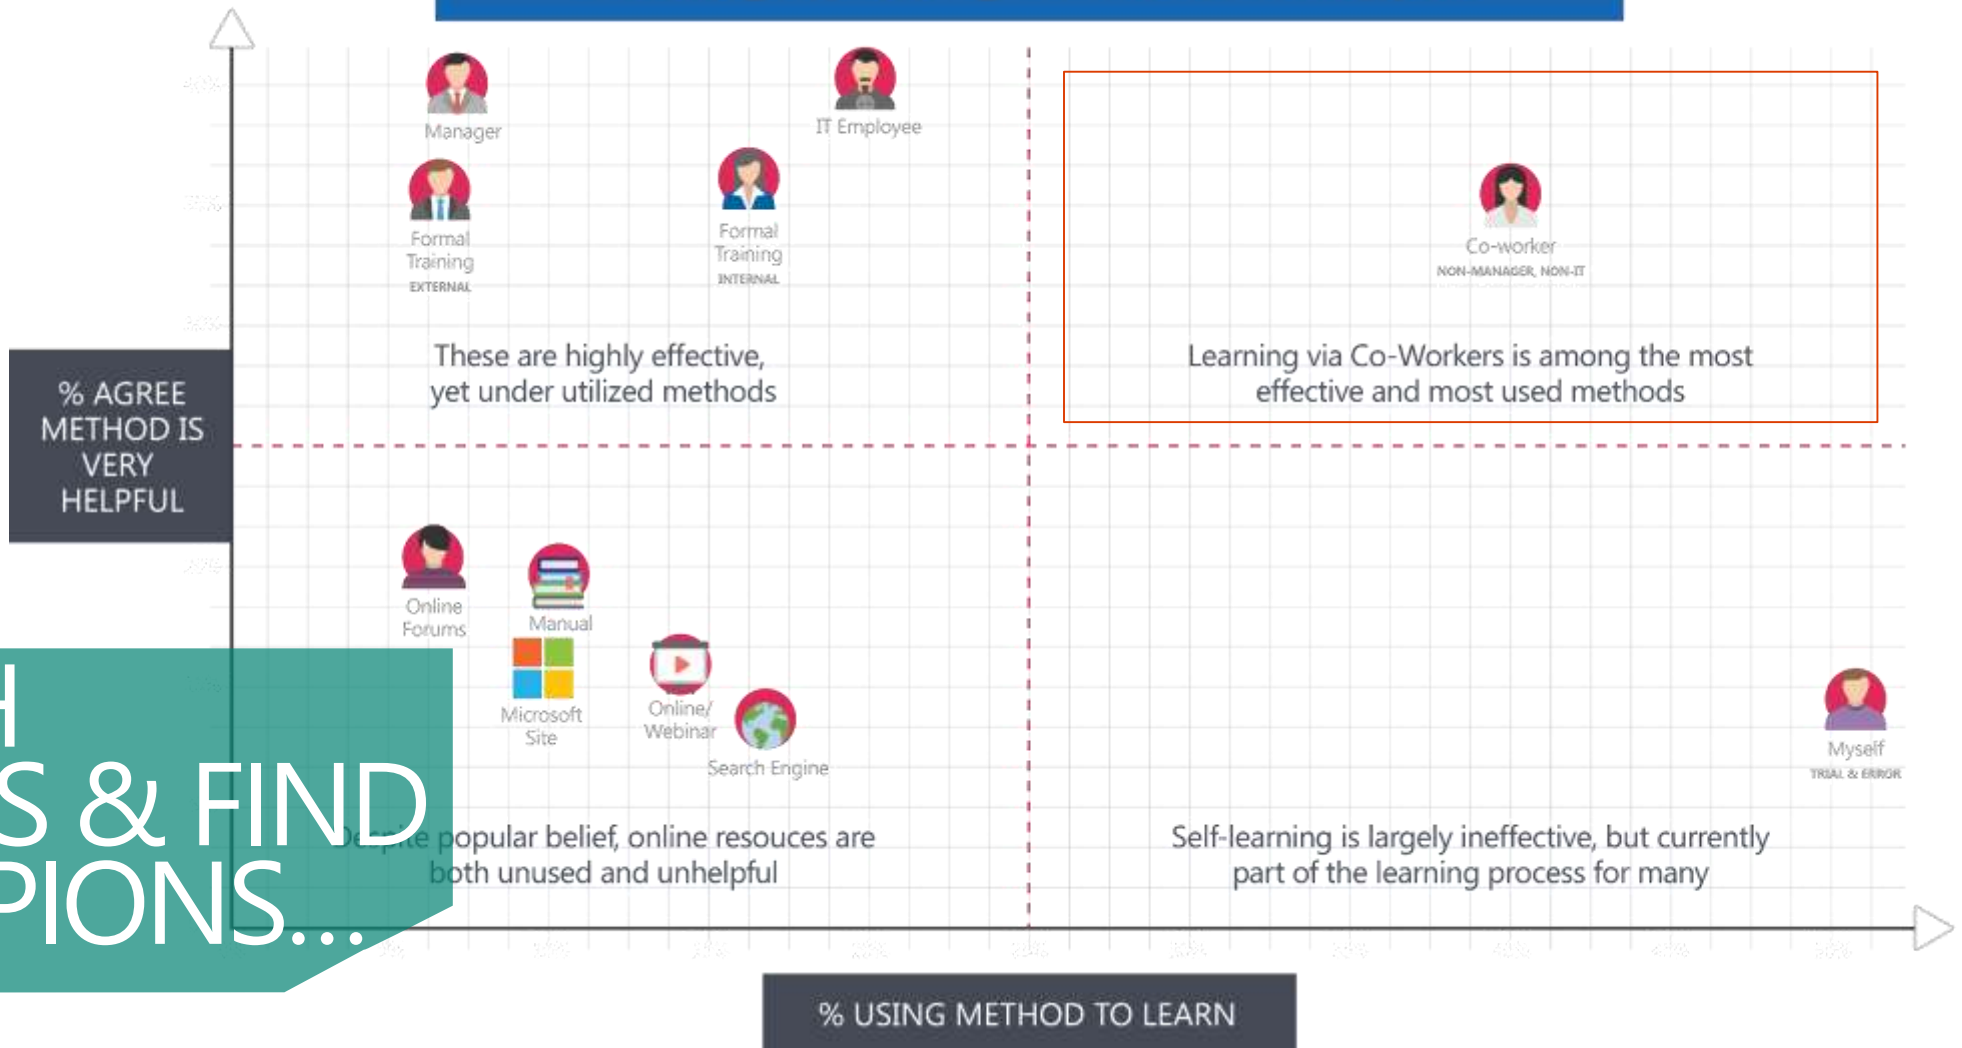 Manager
IT Employee
Formal
Training
EXTERNAL
Formal
Training
INTERNAL
Co-worker
NON-MANAGER, NON-IT
These are highly effective,
yet under utilized methods
Learning via Co-Workers is among the most
effective and most used methods
% AGREE
METHOD IS
VERY
HELPFUL
Online
Forums
Manual
Microsoft
Site
Online/
Webinar
Search Engine
Myself
TRIAL & ERROR
H
S & FIND
PIONS...
Despite popular belief, online resouces are
both unused and unhelpful
Self-learning is largely ineffective, but currently
part of the learning process for many
% USING METHOD TO LEARN